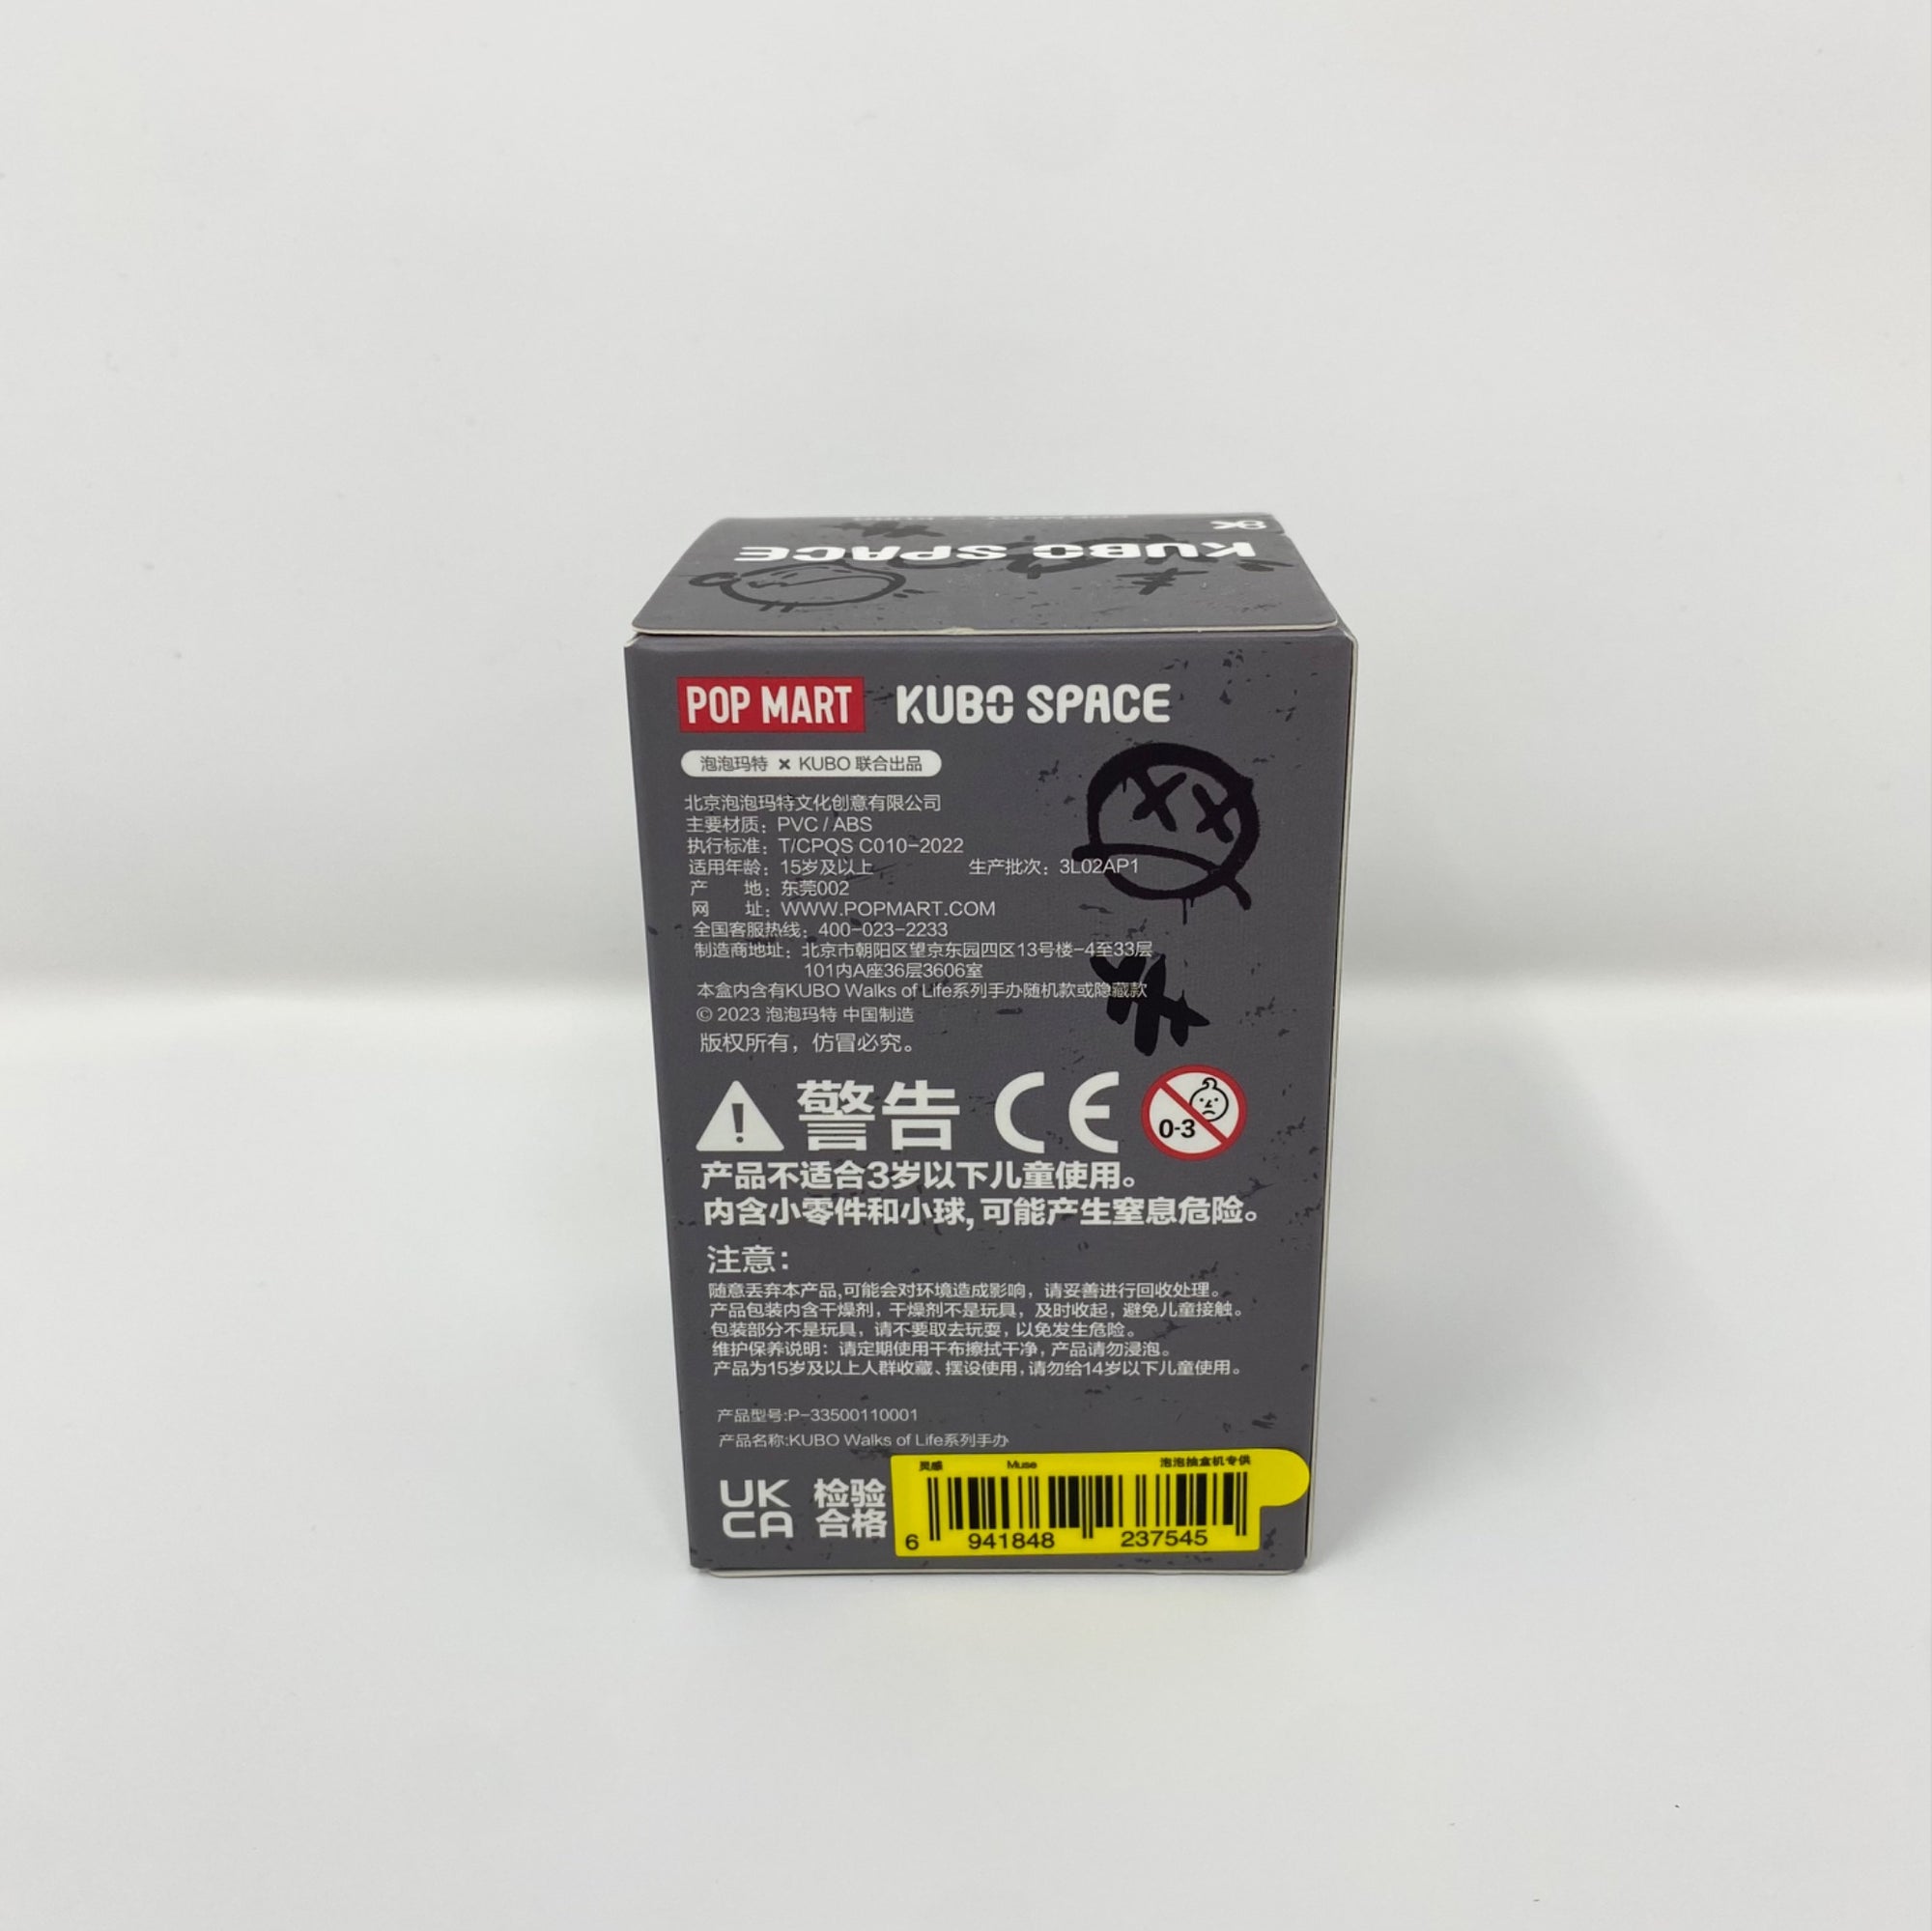 KUBO SPACE
POP MART KUBO SPACE
泡泡玛特 × KUBO 联合出品
北京泡泡玛特文化创意有限公司
主要材质：PVC / ABS
执行标准：T/CPQS C010-2022
适用年龄：15岁及以上 生产批次：3L02AP1
产 地：东莞002
网 址：WWW.POPMART.COM
全国客服热线：400-023-2233
制造商地址：北京市朝阳区望京东园四区13号楼-4至33层
101内A座36层3606室
本盒内含有KUBO Walks of Life系列手办随机款或隐藏款
© 2023 泡泡玛特 中国制造
版权所有，仿冒必究。
警告 CE 0-3
产品不适合3岁以下儿童使用。
内含小零件和小球,可能产生窒息危险。
注意：
随意丢弃本产品,可能会对环境造成影响，请妥善进行回收处理。
产品包装内含干燥剂，干燥剂不是玩具，及时收起，避免儿童接触。
包装部分不是玩具，请不要取去玩耍，以免发生危险。
维护保养说明：请定期使用干布擦拭干净，产品请勿浸泡。
产品为15岁及以上人群收藏、摆设使用,请勿给14岁以下儿童使用。
产品型号:P-33500110001
产品名称:KUBO Walks of Life系列手办
灵感 Muse 泡泡抽盒机专供
UK
CA
检验
合格
6 941848 237545